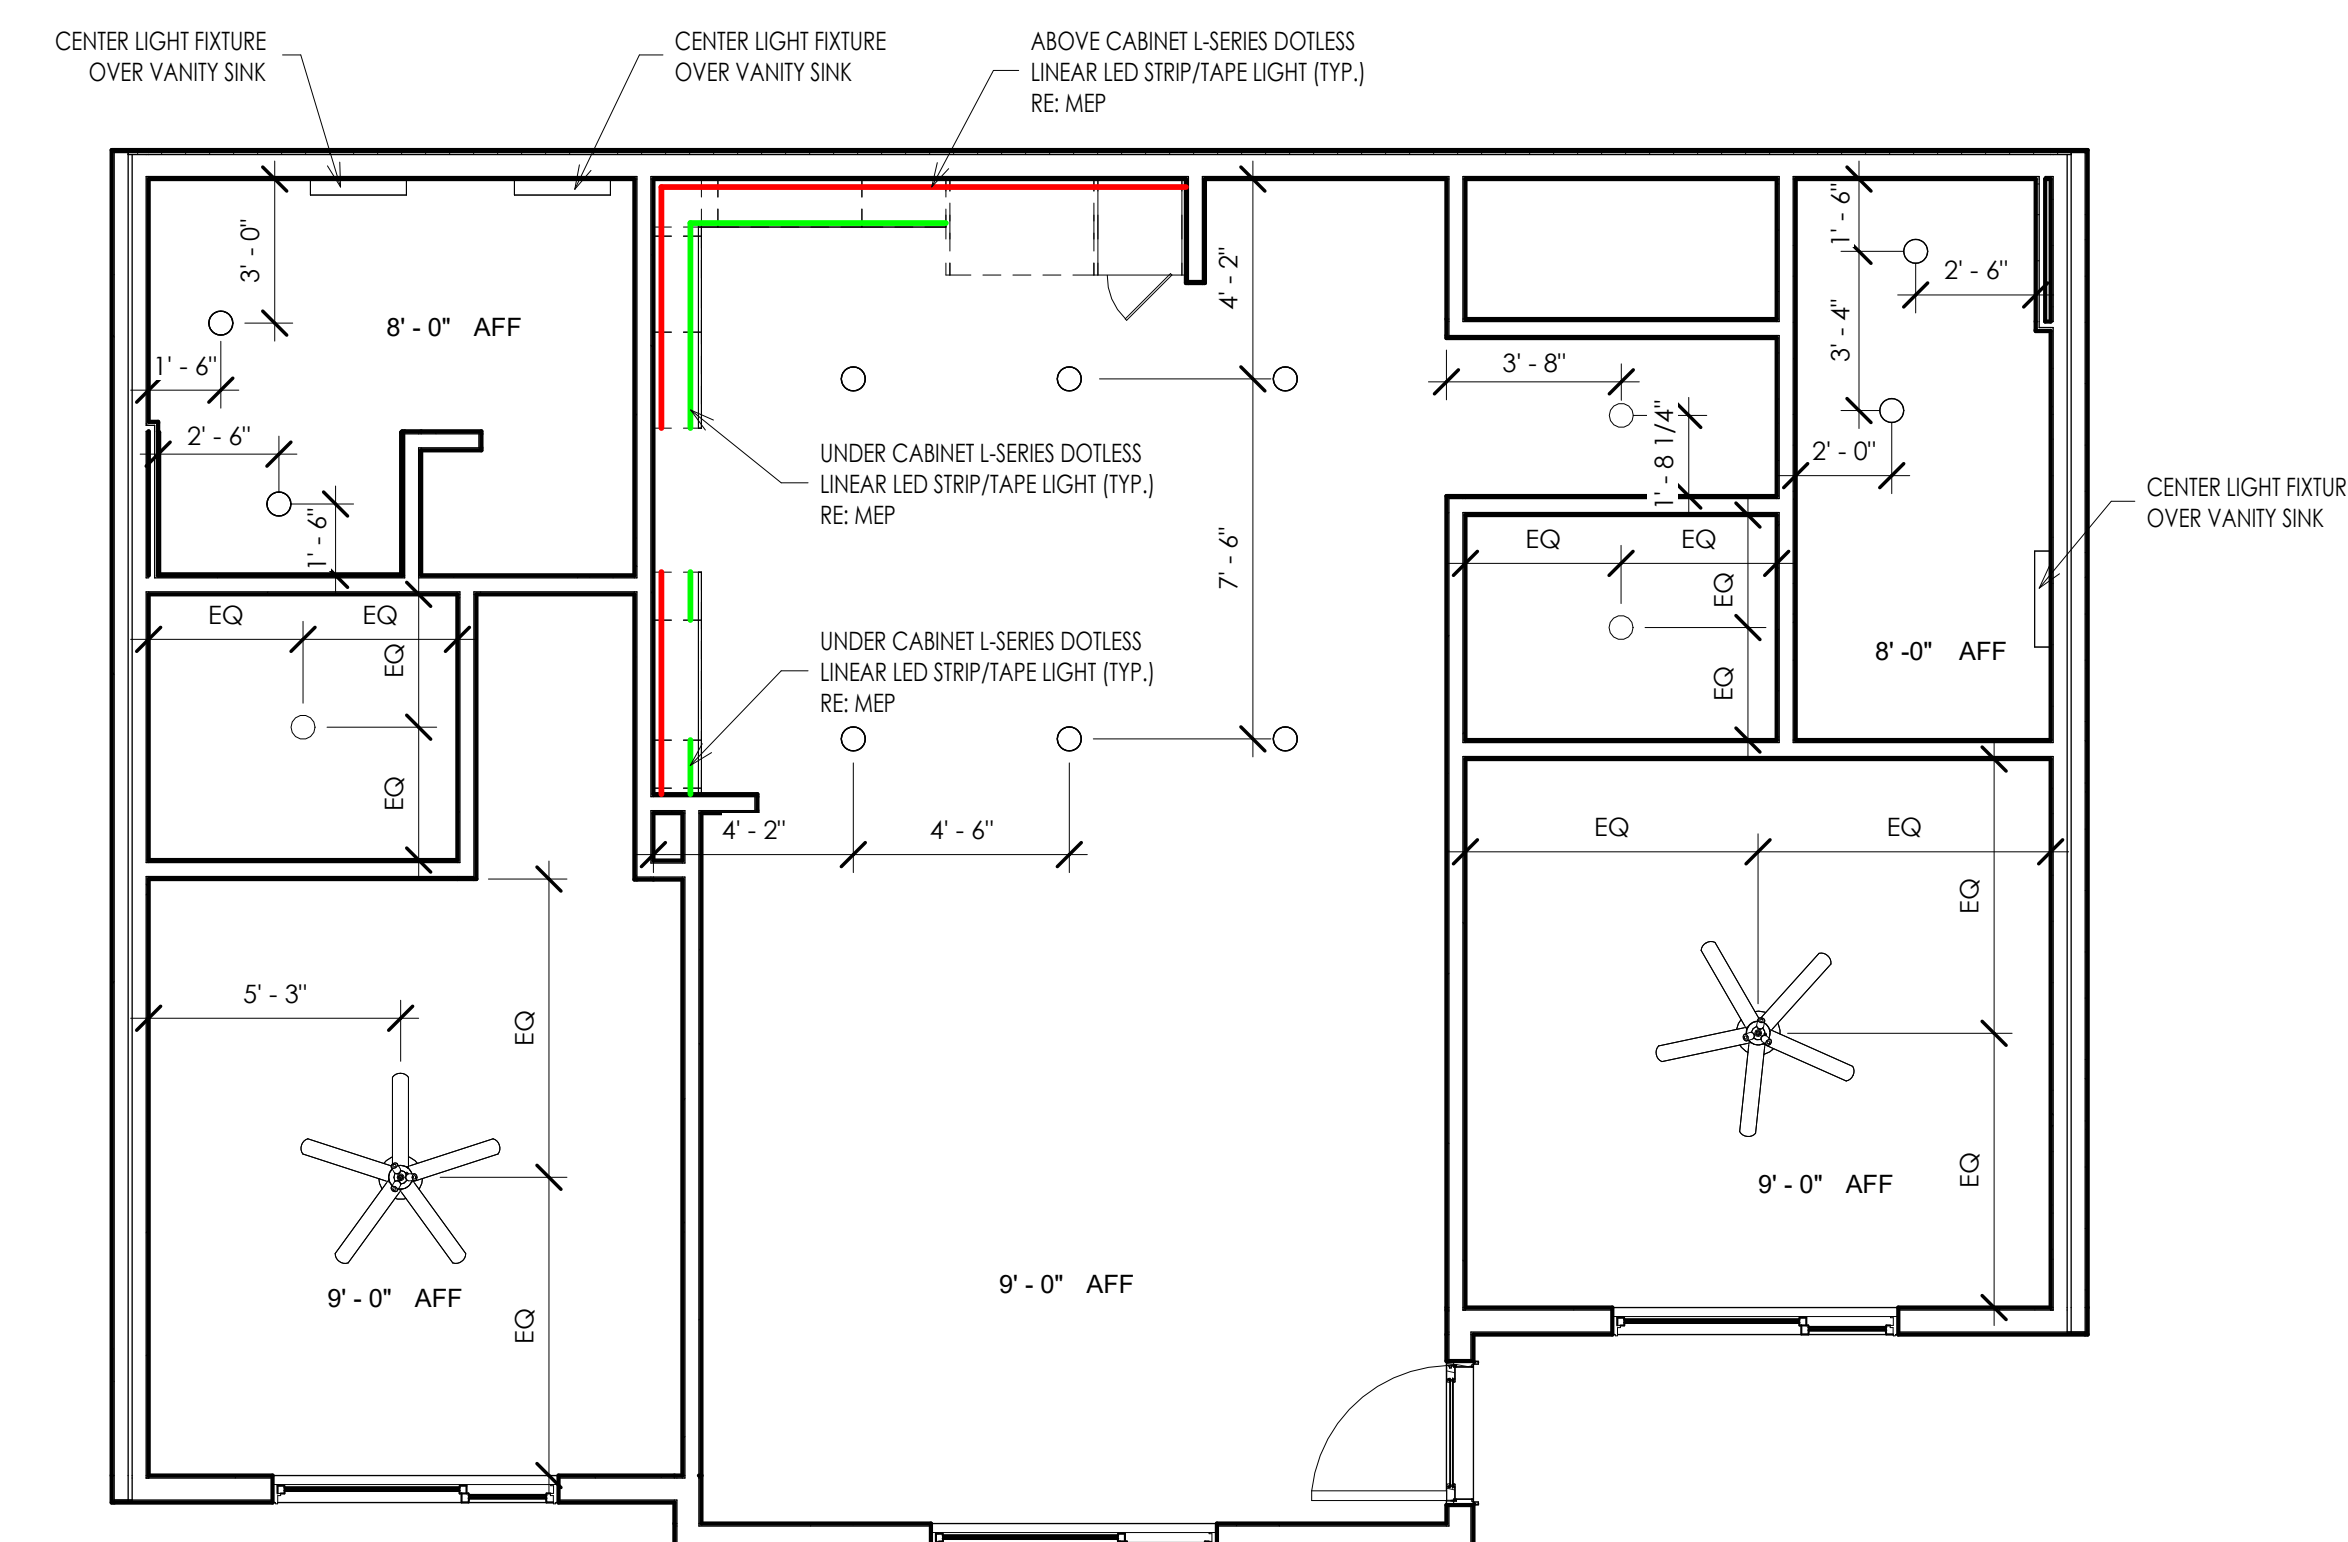 CENTER LIGHT FIXTURE
OVER VANITY SINK
CENTER LIGHT FIXTURE
OVER VANITY SINK
ABOVE CABINET L-SERIES DOTLESS
LINEAR LED STRIP/TAPE LIGHT (TYP.)
RE: MEP
3' - 0"
8' - 0" AFF
1' - 6"
2' - 6"
1' - 6"
4' - 2"
UNDER CABINET L-SERIES DOTLESS
LINEAR LED STRIP/TAPE LIGHT (TYP.)
RE: MEP
7' - 6"
UNDER CABINET L-SERIES DOTLESS
LINEAR LED STRIP/TAPE LIGHT (TYP.)
RE: MEP
4' - 2"
4' - 6"
3' - 8"
1' - 8 1/4"
1' - 6"
2' - 6"
3' - 4"
2' - 0"
CENTER LIGHT FIXTUR
OVER VANITY SINK
EQ
EQ
EQ
EQ
8' -0" AFF
EQ
EQ
EQ
EQ
5' - 3"
EQ
EQ
9' - 0" AFF
9' - 0" AFF
EQ
EQ
EQ
EQ
9' - 0" AFF